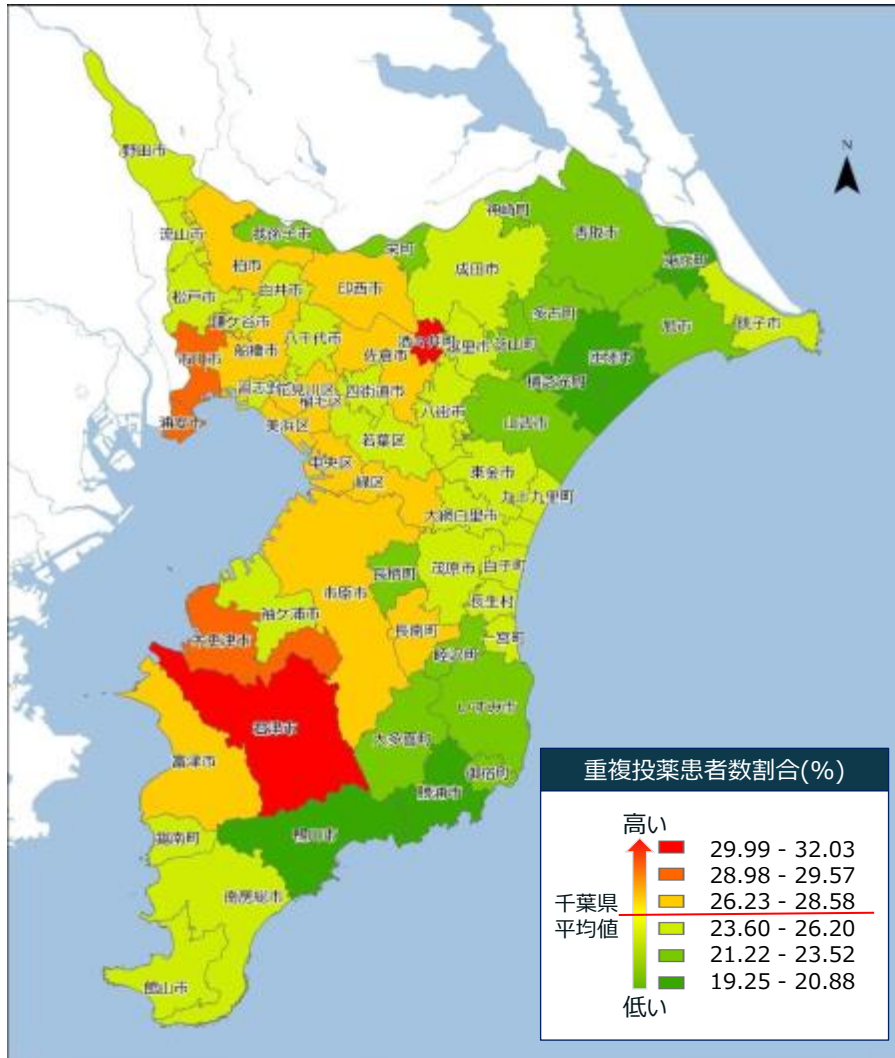 N
野田市
流山市
我孫子市
柏市
松戸市
白井市
印西市
栄町
成田市
神崎町
香取市
東庄町
銚子市
旭市
多古町
匝瑳市
横芝光町
芝山町
山武市
富里市
酒々井町
鎌ケ谷市
八千代市
佐倉市
市川市
船橋市
浦安市
習志野市
花見川区
稲毛区
四街道市
八街市
美浜区
若葉区
中央区
緑区
東金市
九十九里町
大網白里市
市原市
長柄町
茂原市
白子町
長生村
袖ケ浦市
木更津市
長南町
一宮町
睦沢町
いすみ市
君津市
大多喜町
富津市
御宿町
勝浦市
鴨川市
鋸南町
南房総市
館山市
重複投薬患者数割合(%)
高い
29.99 - 32.03
28.98 - 29.57
26.23 - 28.58
千葉県
平均値
23.60 - 26.20
21.22 - 23.52
19.25 - 20.88
低い